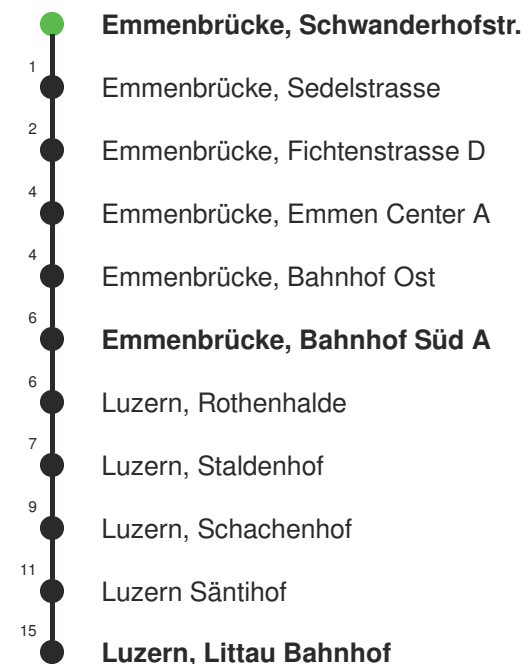 Emmenbrücke, Schwanderhofstr.
1
Emmenbrücke, Sedelstrasse
2
Emmenbrücke, Fichtenstrasse D
4
Emmenbrücke, Emmen Center A
4
Emmenbrücke, Bahnhof Ost
6
Emmenbrücke, Bahnhof Süd A
6
Luzern, Rothenhalde
7
Luzern, Staldenhof
9
Luzern, Schachenhof
11
Luzern Säntihof
15
Luzern, Littau Bahnhof